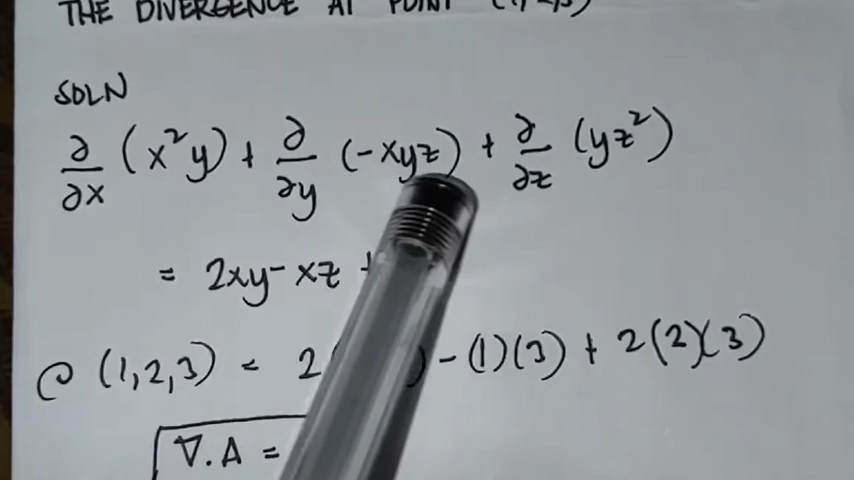 THE DIVERGENCE AT POINT
SOLN
∂/∂x (x²y) + ∂/∂y (-xyz) + ∂/∂z (yz²)
= 2xy - xz +
@ (1,2,3) = 2( ) - (1)(3) + 2(2)(3)
∇.A =